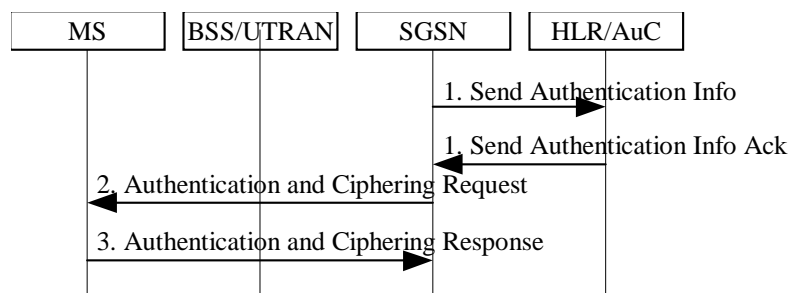 MS BSS/UTRAN SGSN HLR/AuC
1. Send Authentication Info
1. Send Authentication Info Ack
2. Authentication and Ciphering Request
3. Authentication and Ciphering Response